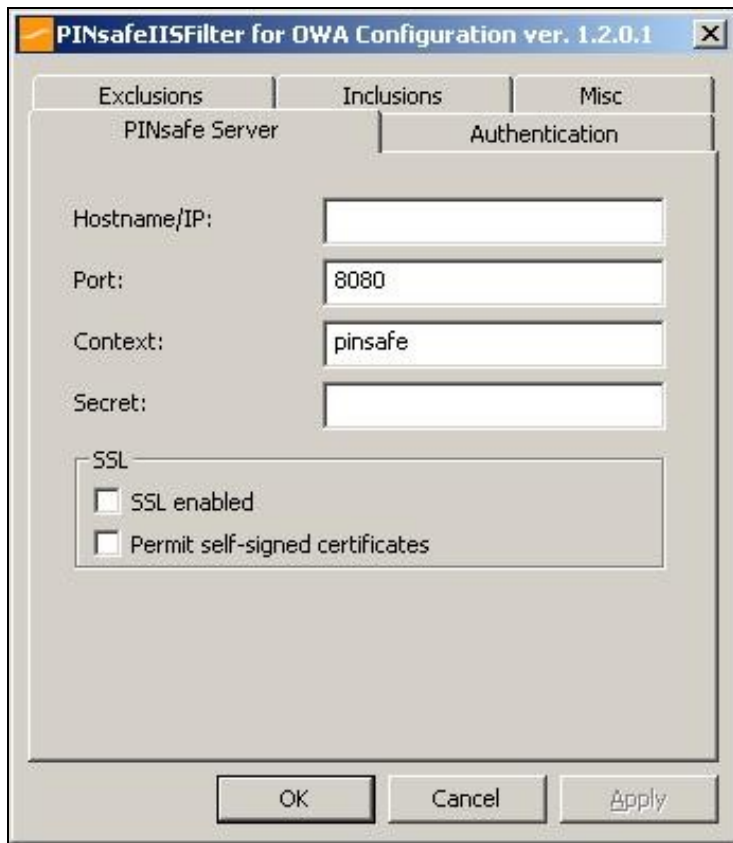 PINsafeIISFilter for OWA Configuration ver. 1.2.0.1
Exclusions Inclusions Misc
PINsafe Server Authentication
Hostname/IP:
Port: 8080
Context: pinsafe
Secret:
SSL
SSL enabled
Permit self-signed certificates
OK Cancel Apply